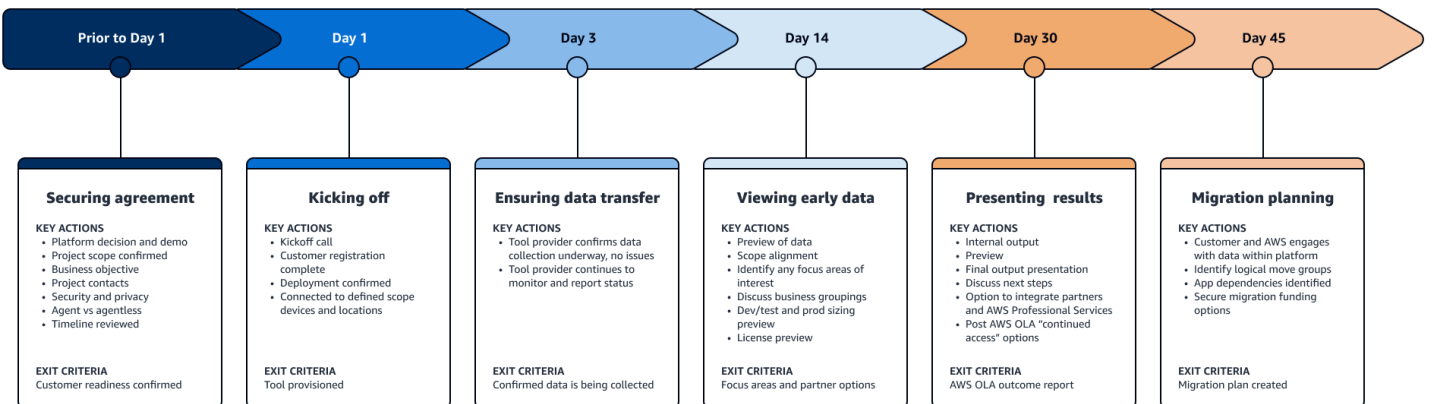 Prior to Day 1
Day 1
Day 3
Day 14
Day 30
Day 45
Securing agreement
KEY ACTIONS
• Platform decision and demo
• Project scope confirmed
• Business objective
• Project contacts
• Security and privacy
• Agent vs agentless
• Timeline reviewed
EXIT CRITERIA
Customer readiness confirmed
Kicking off
KEY ACTIONS
• Kickoff call
• Customer registration
complete
• Deployment confirmed
• Connected to defined scope
devices and locations
EXIT CRITERIA
Tool provisioned
Ensuring data transfer
KEY ACTIONS
• Tool provider confirms data
collection underway, no issues
• Tool provider continues to
monitor and report status
EXIT CRITERIA
Confirmed data is being collected
Viewing early data
KEY ACTIONS
• Preview of data
• Scope alignment
• Identify any focus areas of
interest
• Discuss business groupings
• Dev/test and prod sizing
preview
• License preview
EXIT CRITERIA
Focus areas and partner options
Presenting results
KEY ACTIONS
• Internal output
• Preview
• Final output presentation
• Discuss next steps
• Option to integrate partners
and AWS Professional Services
• Post AWS OLA “continued
access” options
EXIT CRITERIA
AWS OLA outcome report
Migration planning
KEY ACTIONS
• Customer and AWS engages
with data within platform
• Identify logical move groups
• App dependencies identified
• Secure migration funding
options
EXIT CRITERIA
Migration plan created